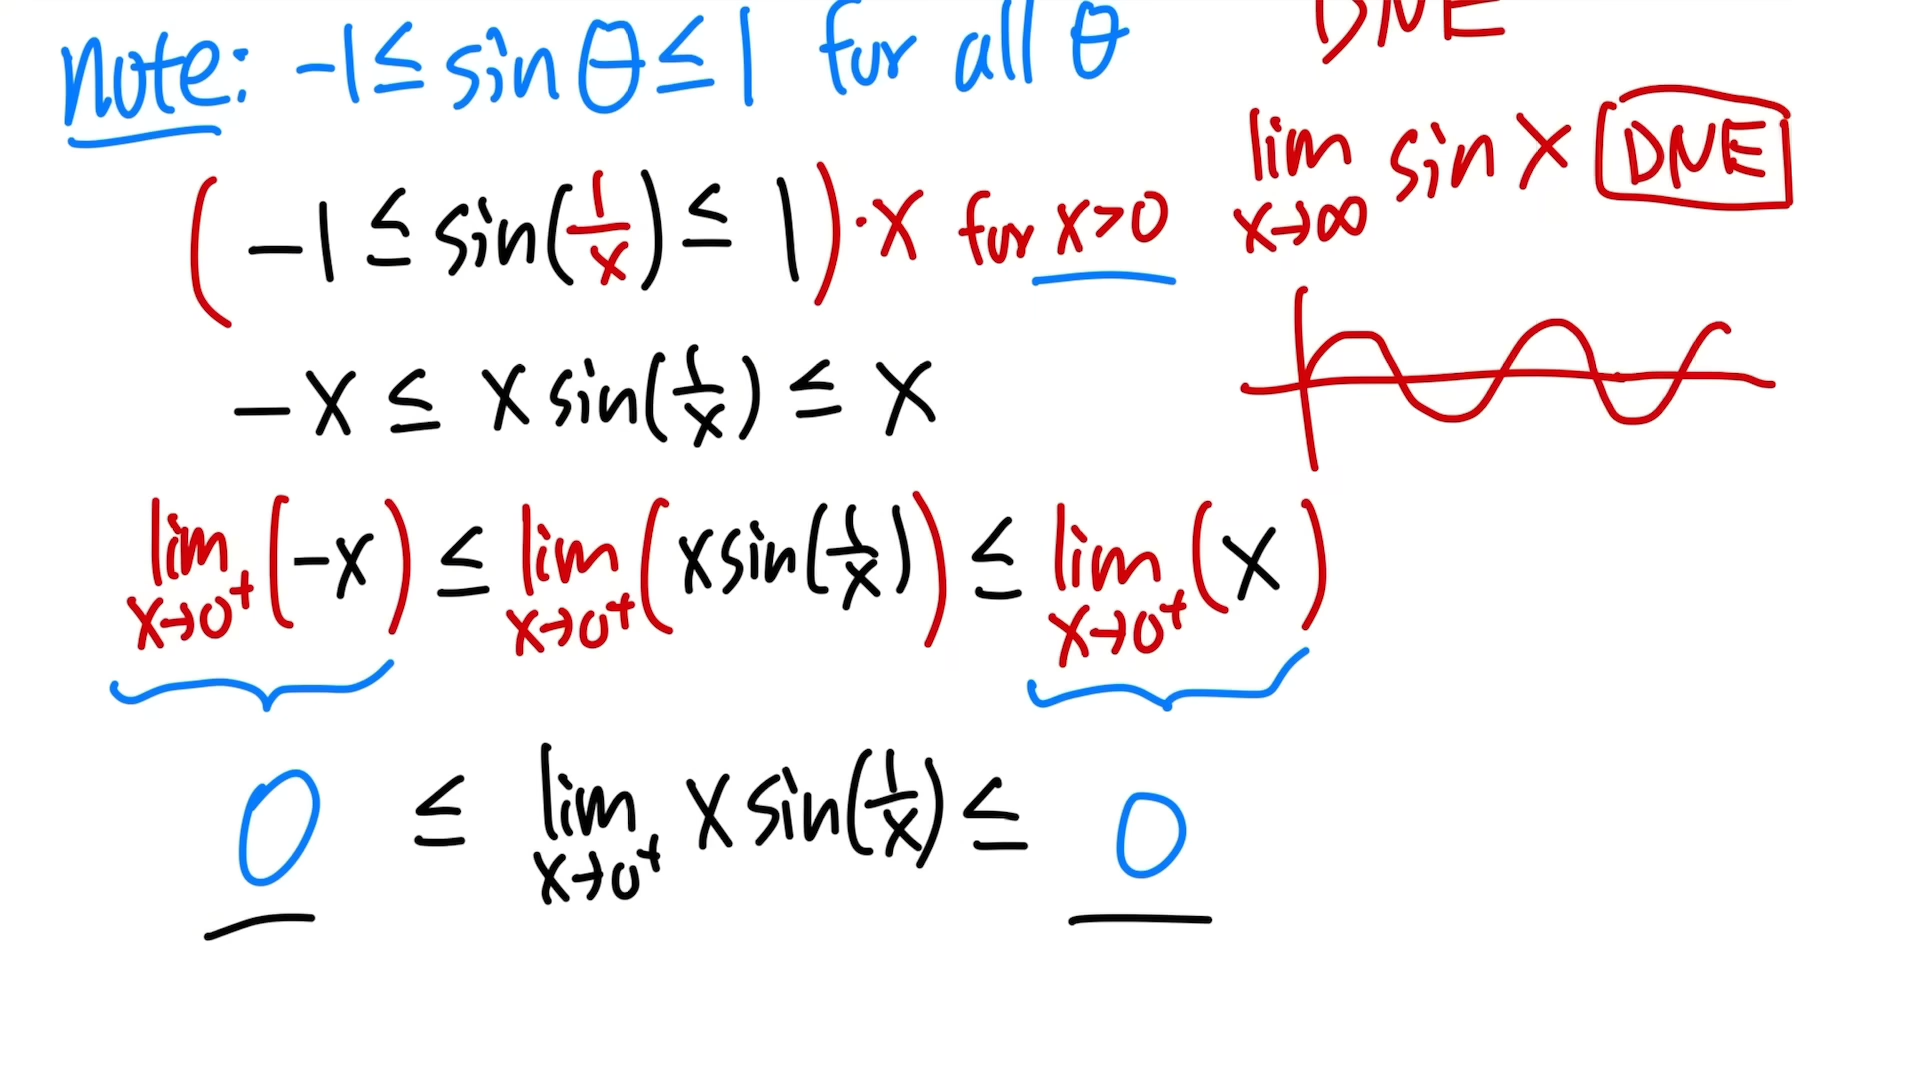 note: -1 ≤ sin θ ≤ 1 for all θ
DNE
lim x→∞ sin x DNE
(-1 ≤ sin(1/x) ≤ 1)·x for x>0
-x ≤ x sin(1/x) ≤ x
lim x→0⁺ (-x) ≤ lim x→0⁺ (x sin(1/x)) ≤ lim x→0⁺ (x)
0 ≤ lim x→0⁺ x sin(1/x) ≤ 0